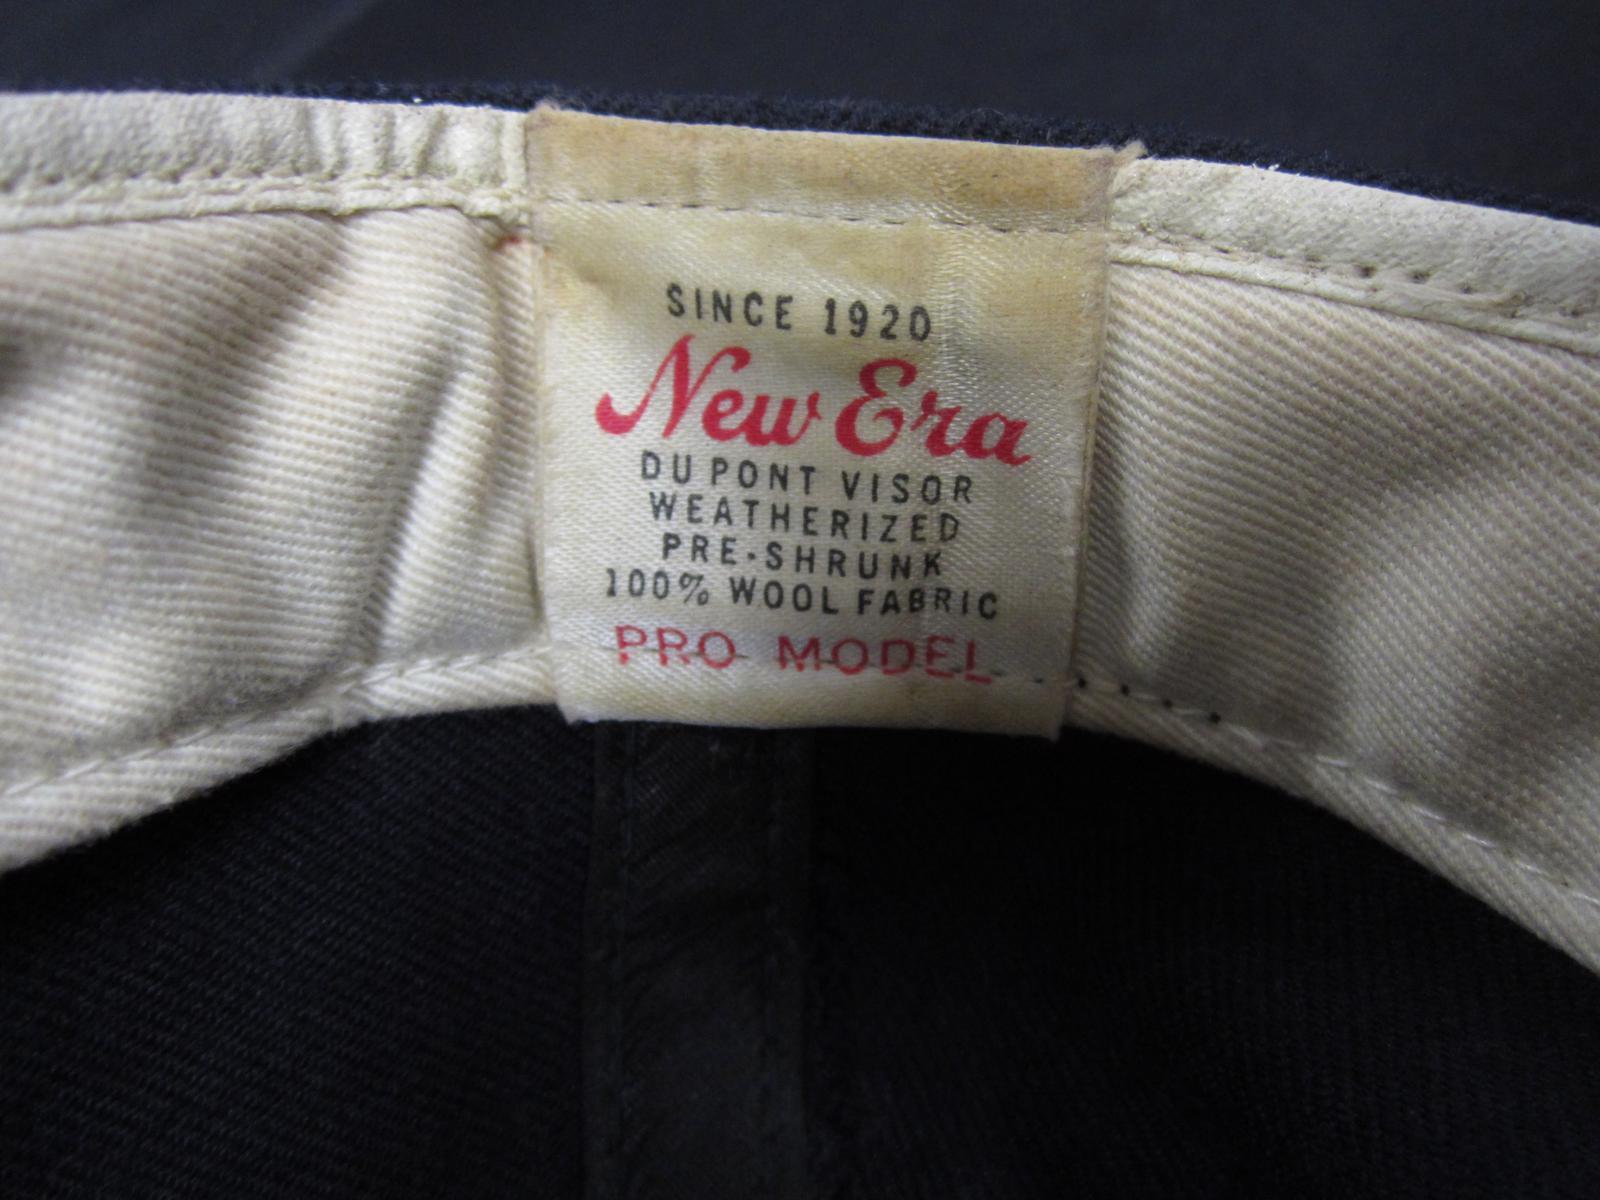 SINCE 1920
New Era
DU PONT VISOR
WEATHERIZED
PRE-SHRUNK
100% WOOL FABRIC
PRO MODEL